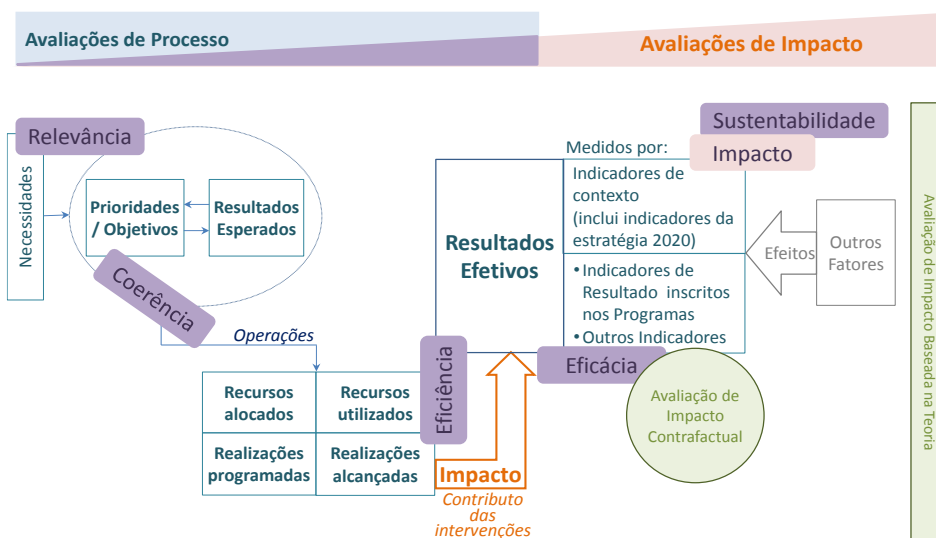 Avaliações de Processo
Avaliações de Impacto
Sustentabilidade
Relevância
Medidos por:
Impacto
Necessidades
Prioridades
/ Objetivos
Resultados
Esperados
Resultados
Efetivos
Indicadores de
contexto
(inclui indicadores da
estratégia 2020)
Efeitos
Outros
Fatores
Avaliação de Impacto Baseada na Teoria
Coerência
•Indicadores de
Resultado inscritos
nos Programas
•Outros Indicadores
Operações
Eficiência
Eficácia
Recursos
alocados
Recursos
utilizados
Avaliação de
Impacto
Contrafactual
Realizações
programadas
Realizações
alcançadas
Impacto
Contributo
das
intervenções